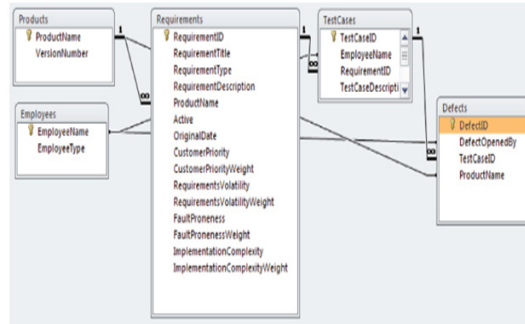 Products
ProductName
VersionNumber
Employees
EmployeeName
EmployeeType
Requirements
RequirementID
RequirementTitle
RequirementType
RequirementDescription
ProductName
Active
OriginalDate
CustomerPriority
CustomerPriorityWeight
RequirementsVolatility
RequirementsVolatilityWeight
FaultProneness
FaultPronenessWeight
ImplementationComplexity
ImplementationComplexityWeight
TestCases
TestCaseID
EmployeeName
RequirementID
TestCaseDescripti
Defects
DefectID
DefectOpenedBy
TestCaseID
ProductName
1
∞
1
∞
1
∞